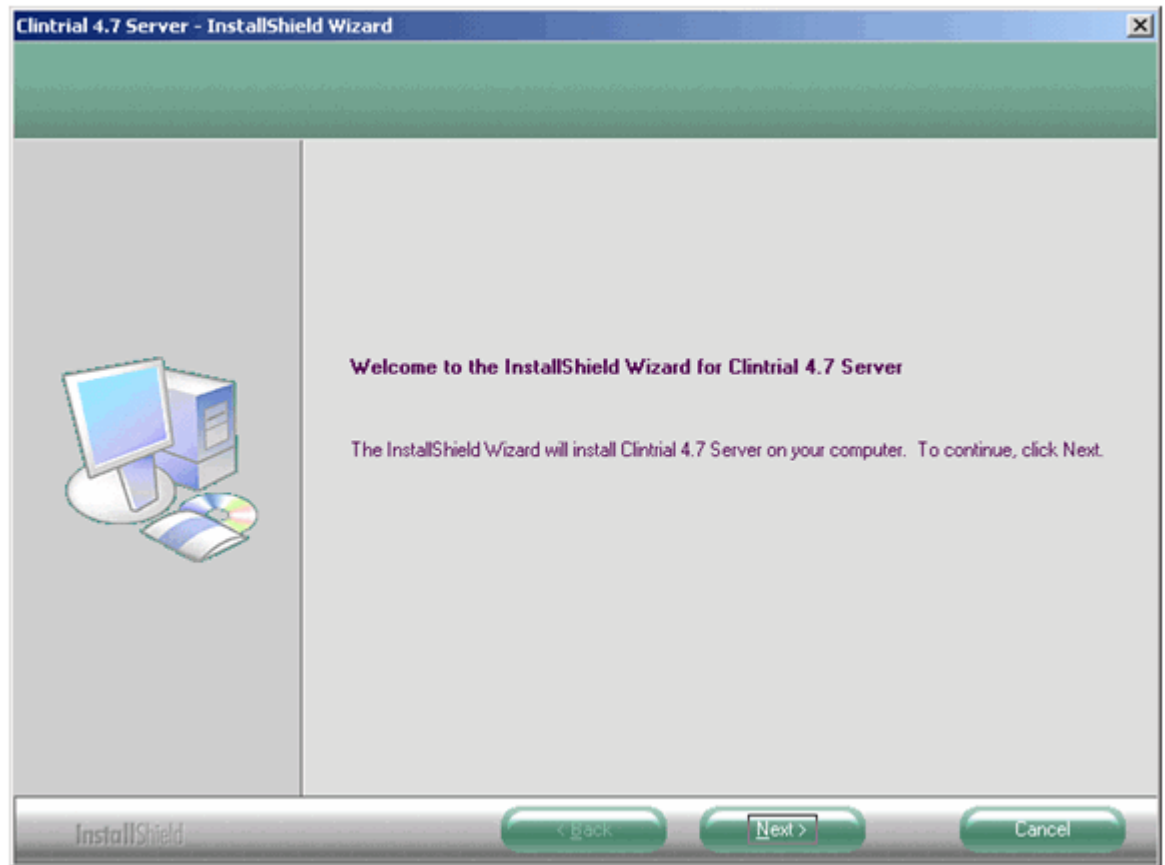 Clintrial 4.7 Server - InstallShield Wizard
Welcome to the InstallShield Wizard for Clintrial 4.7 Server
The InstallShield Wizard will install Clintrial 4.7 Server on your computer. To continue, click Next.
InstallShield
< Back
Next >
Cancel